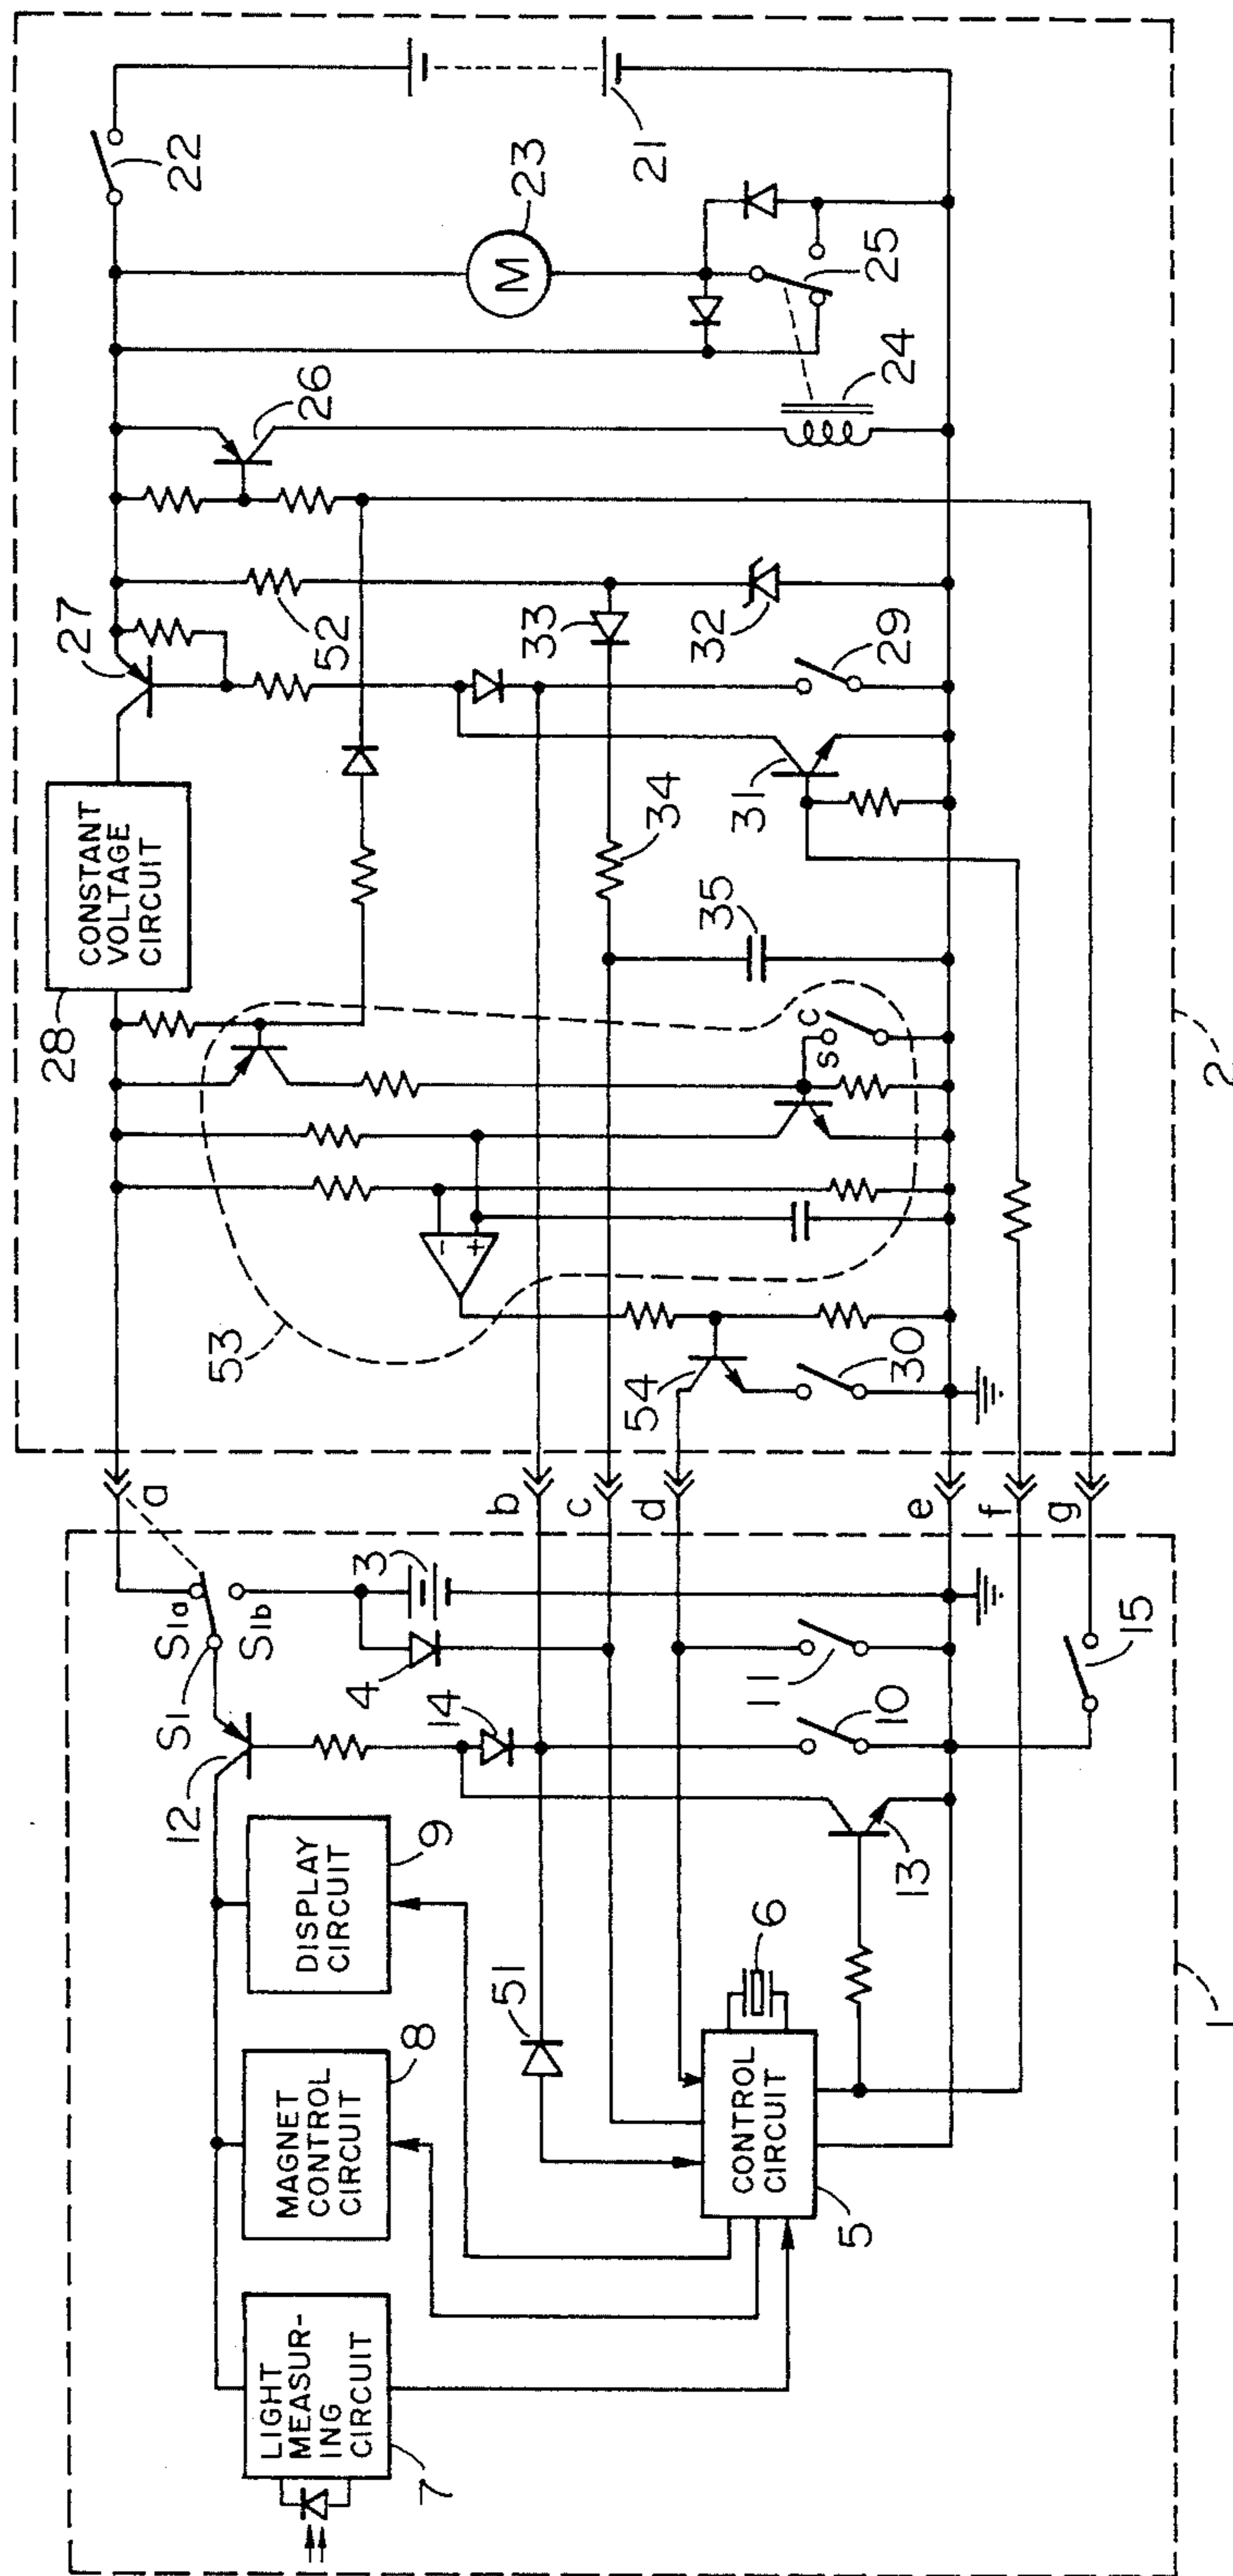 22
21
23
M
25
24
26
27
52
33
32
29
CONSTANT
VOLTAGE
CIRCUIT
28
34
31
35
C
S
-
+
53
54
30
2
a
b
c
d
e
f
g
S1a
S1b
S1
3
4
14
11
10
15
12
13
DISPLAY
CIRCUIT
9
MAGNET
CONTROL
CIRCUIT
8
51
6
CONTROL
CIRCUIT
5
LIGHT
MEASUR-
ING
CIRCUIT
7
1